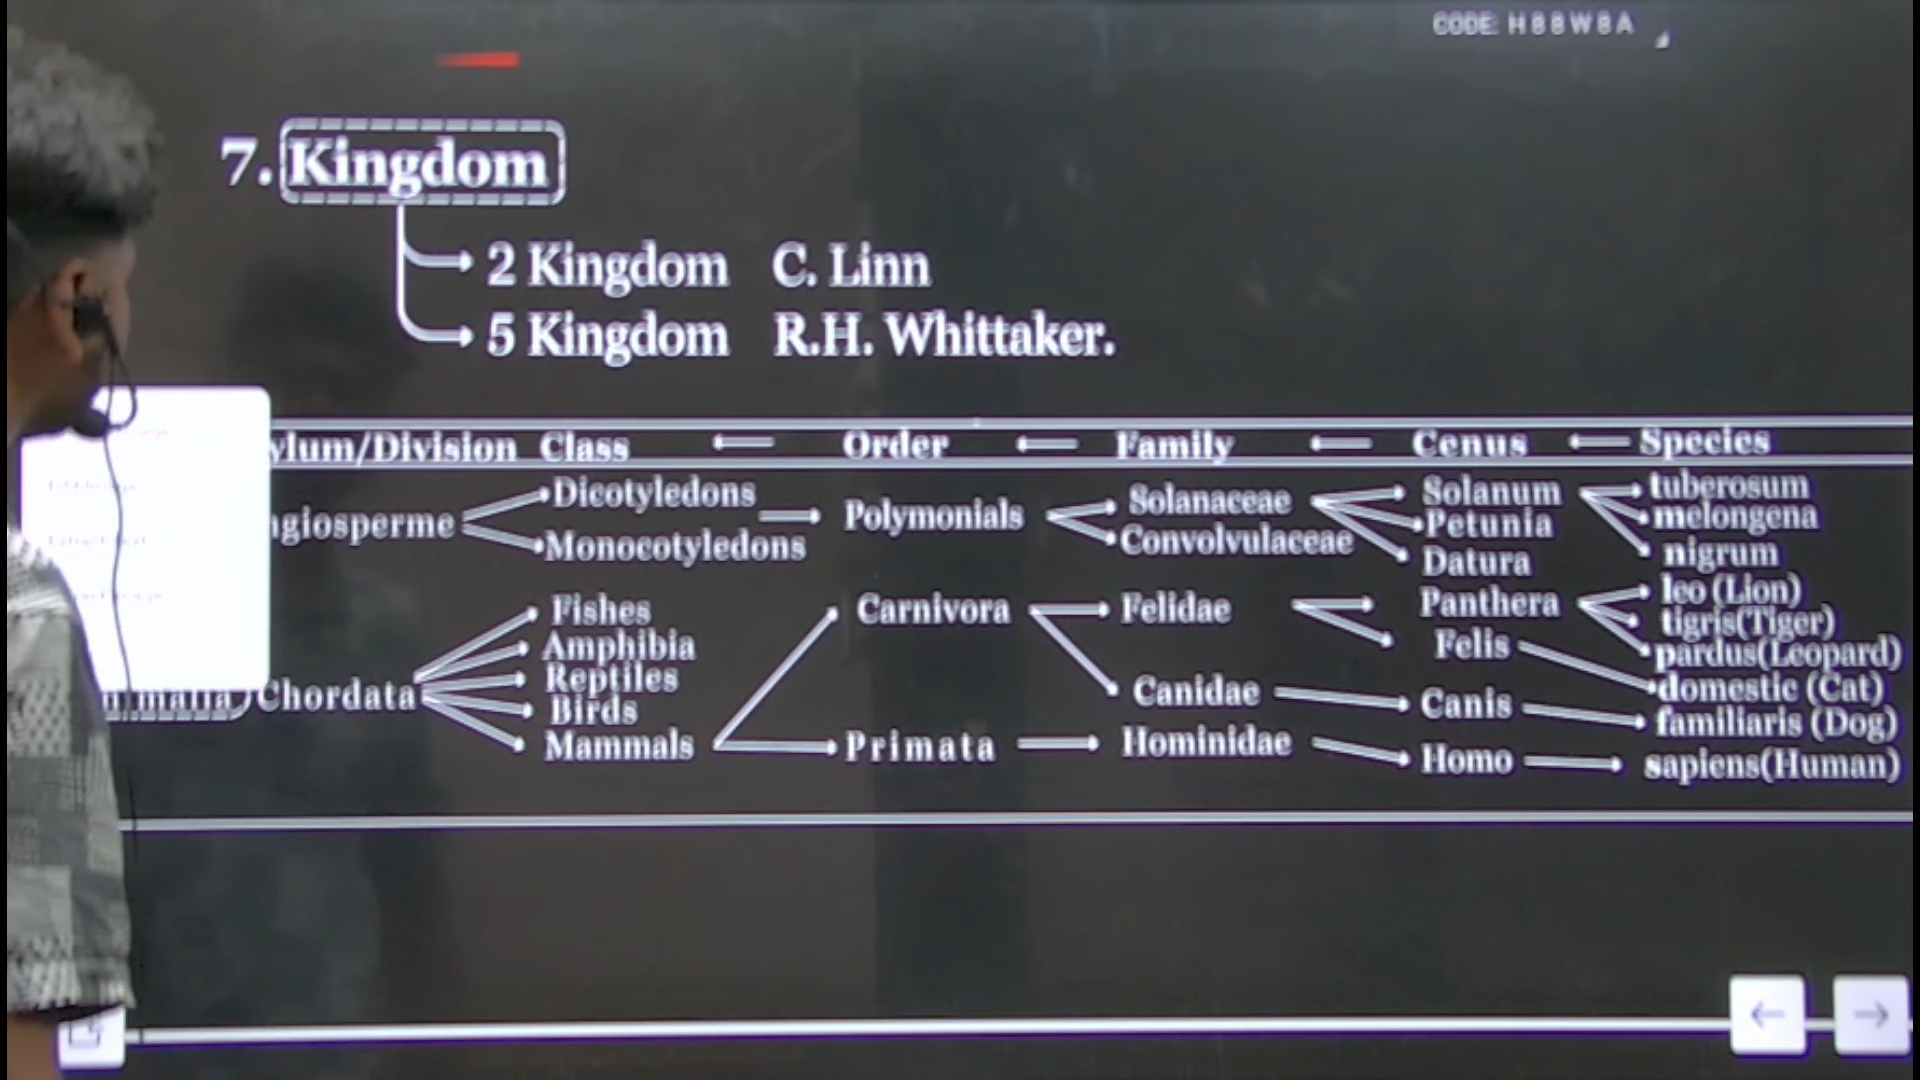 CODE: H88W8A
7. Kingdom
2 Kingdom C. Linn
5 Kingdom R.H. Whittaker.
ylum/Division Class Order Family Cenus Species
Dicotyledons Solanaceae Solanum tuberosum
ngiosperme Polymonials Petunia melongena
Monocotyledons Convolvulaceae Datura nigrum
Fishes Carnivora Felidae Panthera leo (Lion)
tigris(Tiger)
Amphibia Felis pardus(Leopard)
Reptiles
Chordata Canidae Canis domestic (Cat)
Birds familiaris (Dog)
Mammals Primata Hominidae Homo sapiens(Human)